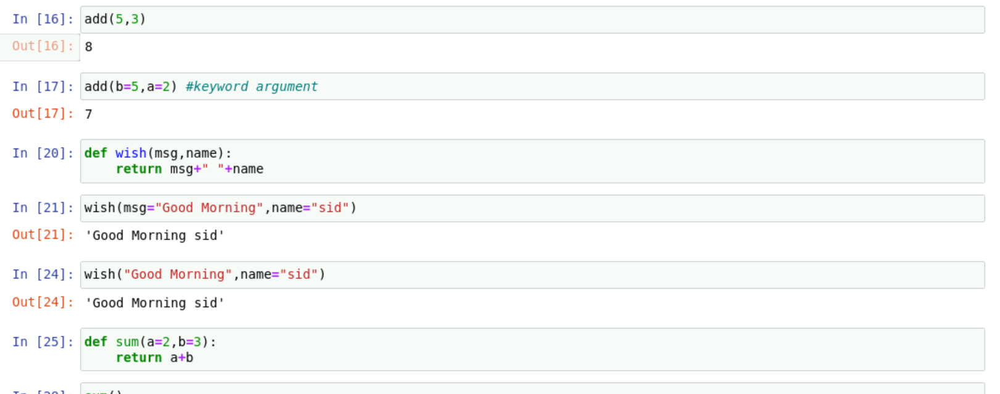 In [16]: add(5,3)
Out[16]: 8
In [17]: add(b=5,a=2) #keyword argument
Out[17]: 7
In [20]: def wish(msg,name):
return msg+" "+name
In [21]: wish(msg="Good Morning",name="sid")
Out[21]: 'Good Morning sid'
In [24]: wish("Good Morning",name="sid")
Out[24]: 'Good Morning sid'
In [25]: def sum(a=2,b=3):
return a+b